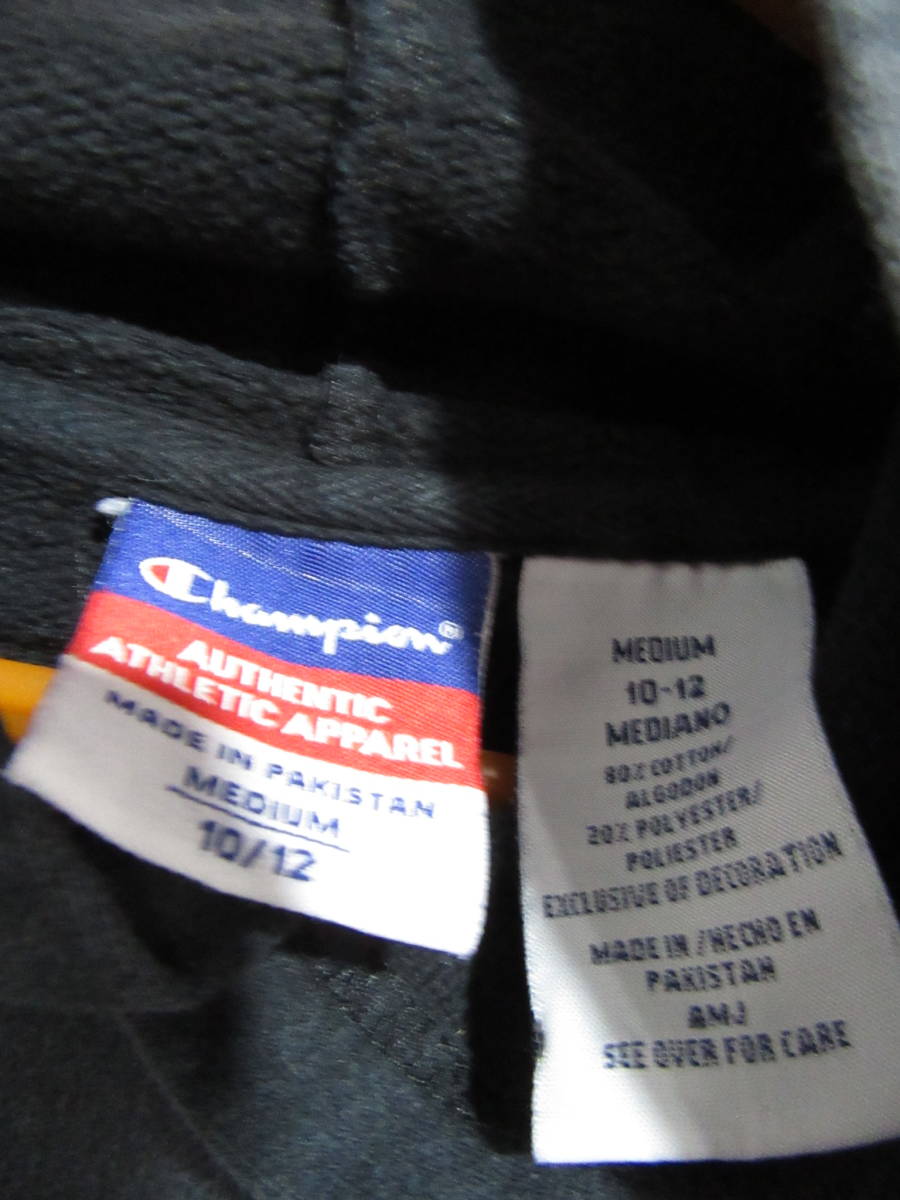 Champion®
AUTHENTIC
ATHLETIC APPAREL
MADE IN PAKISTAN
MEDIUM
10/12
MEDIUM
10-12
MEDIANO
80% COTTON/
ALGODON
20% POLYESTER/
POLIESTER
EXCLUSIVE OF DECORATION
MADE IN /HECHO EN
PAKISTAN
AMJ
SEE OVER FOR CARE